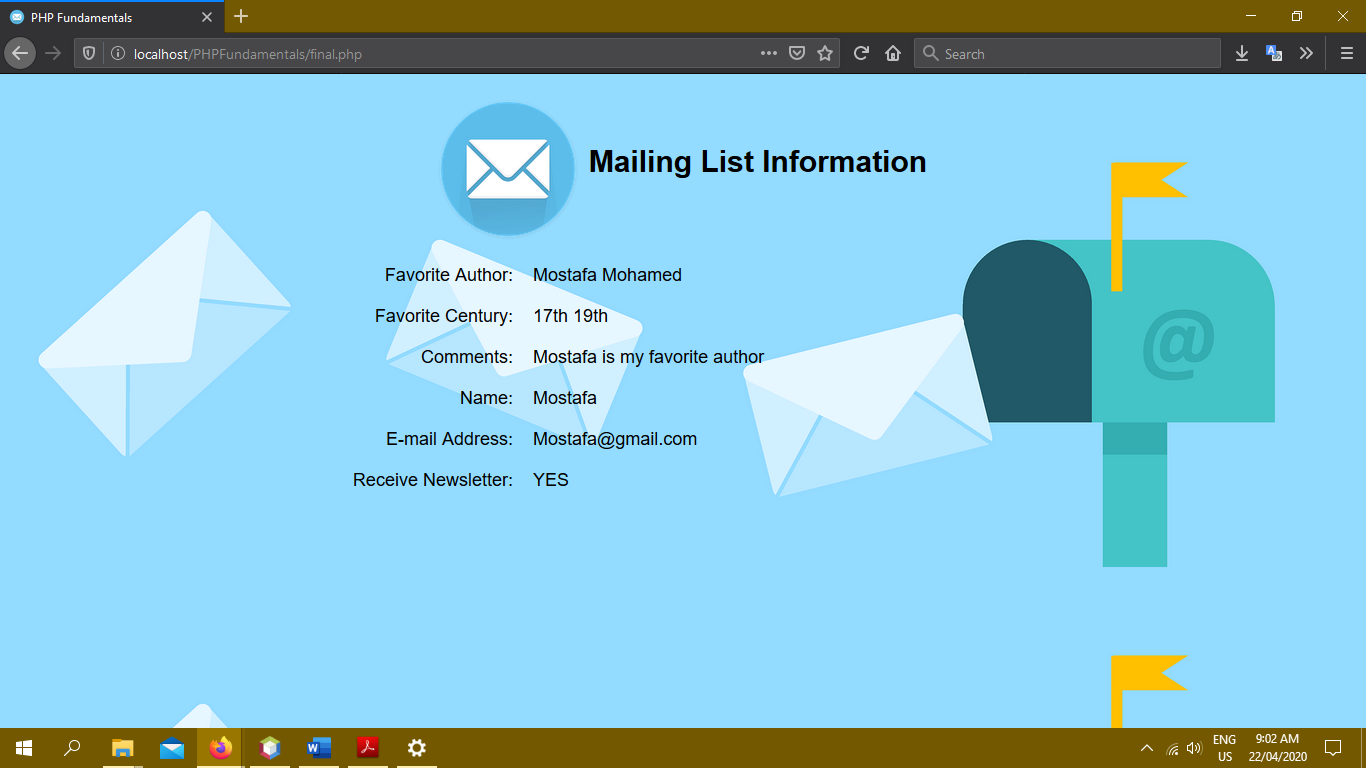 PHP Fundamentals
localhost/PHPFundamentals/final.php
Search
Mailing List Information
Favorite Author: Mostafa Mohamed
Favorite Century: 17th 19th
Comments: Mostafa is my favorite author
Name: Mostafa
E-mail Address: Mostafa@gmail.com
Receive Newsletter: YES
@
ENG
US
9:02 AM
22/04/2020